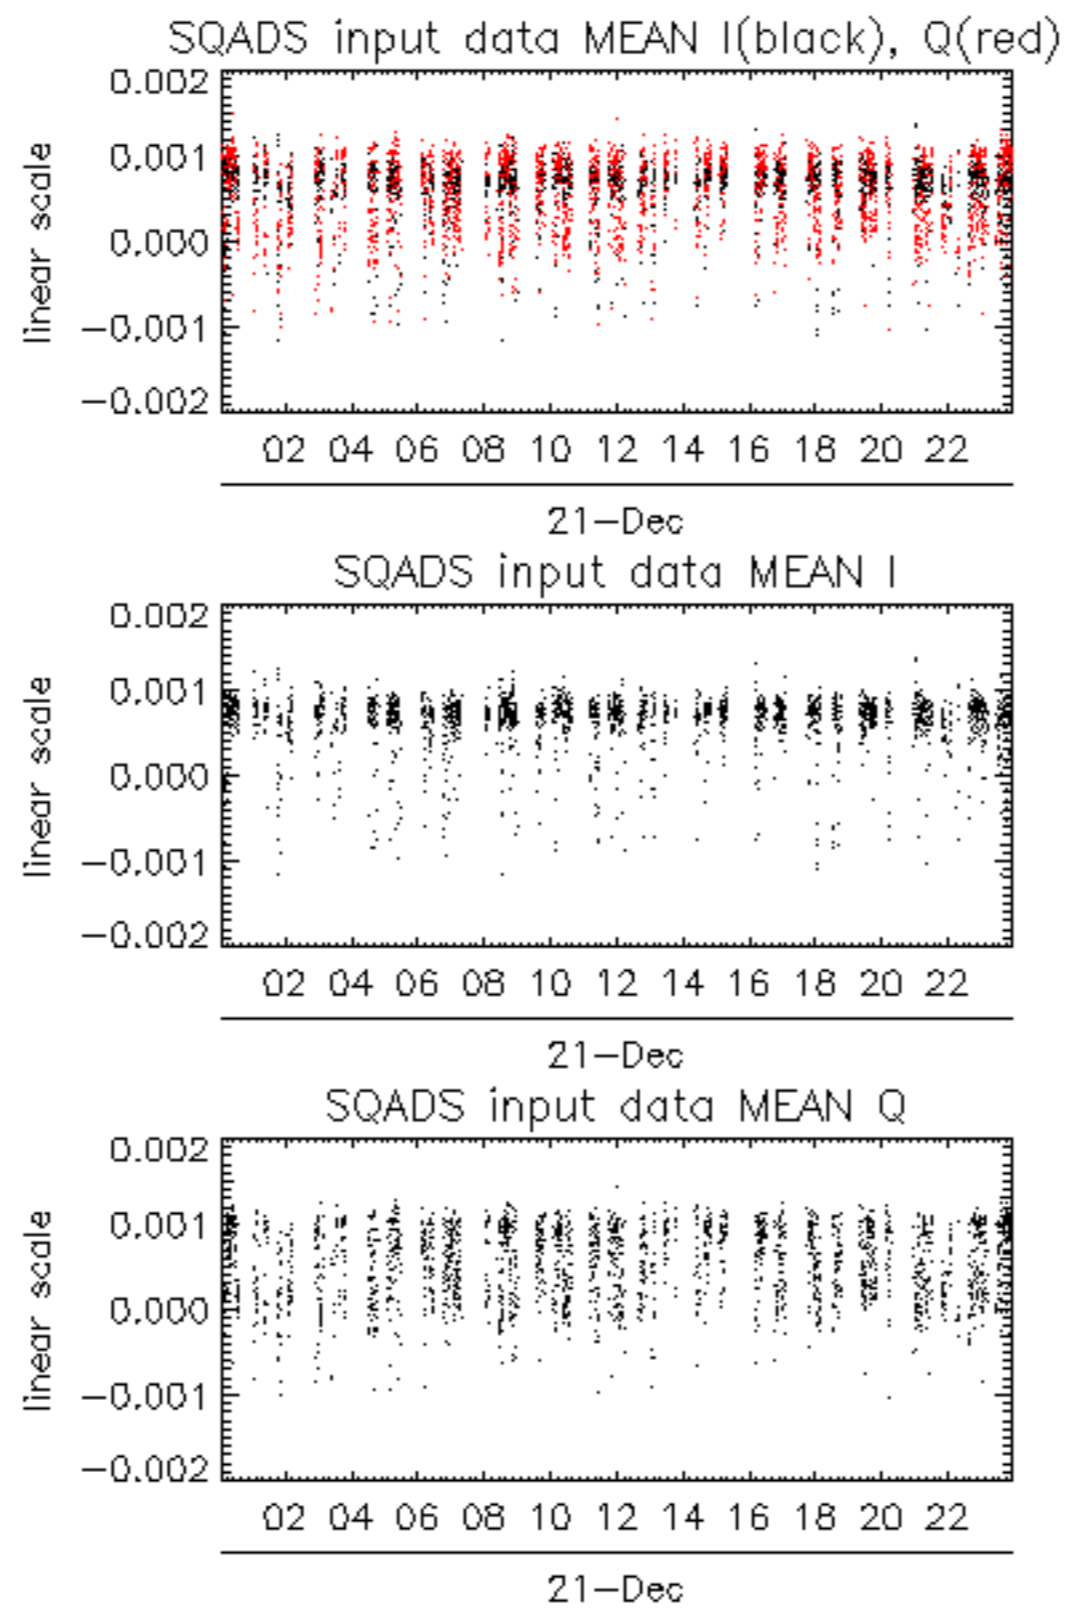 SQADS input data MEAN I(black), Q(red)
0.002
0.001
0.000
−0.001
−0.002
linear scale
02 04 06 08 10 12 14 16 18 20 22
21−Dec
SQADS input data MEAN I
0.002
0.001
0.000
−0.001
−0.002
linear scale
02 04 06 08 10 12 14 16 18 20 22
21−Dec
SQADS input data MEAN Q
0.002
0.001
0.000
−0.001
−0.002
linear scale
02 04 06 08 10 12 14 16 18 20 22
21−Dec